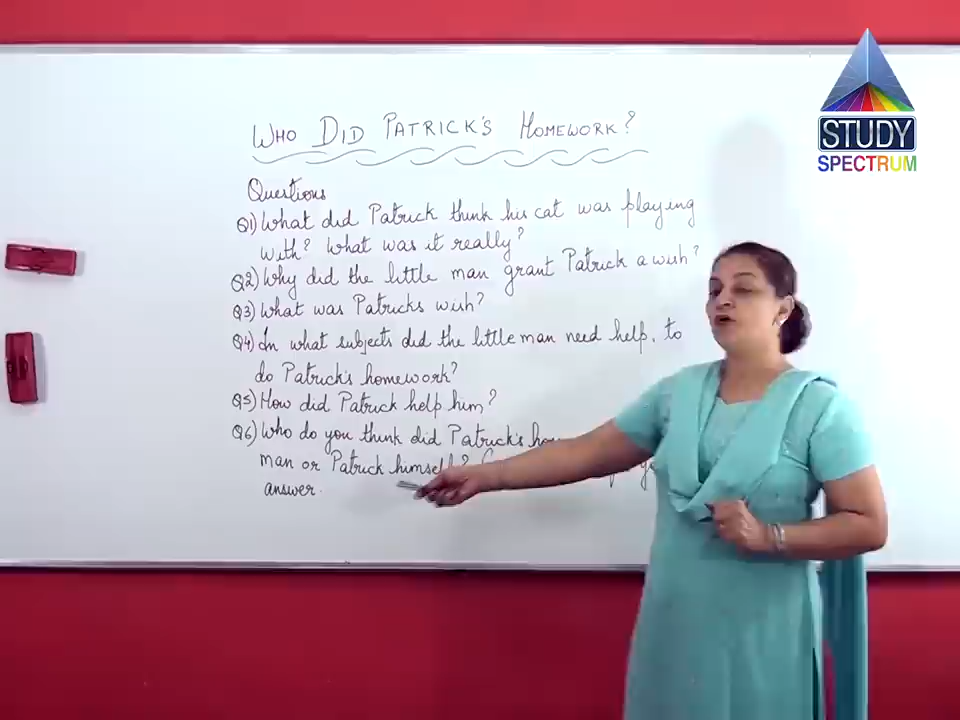 STUDY
SPECTRUM
WHO DID PATRICK'S HOMEWORK?
Questions
Q1) What did Patrick think his cat was playing
with? What was it really?
Q2) Why did the little man grant Patrick a wish?
Q3) What was Patricks wish?
Q4) In what subjects did the little man need help, to
do Patrick's homework?
Q5) How did Patrick help him?
Q6) Who do you think did Patrick's
man or Patrick himself?
answer.